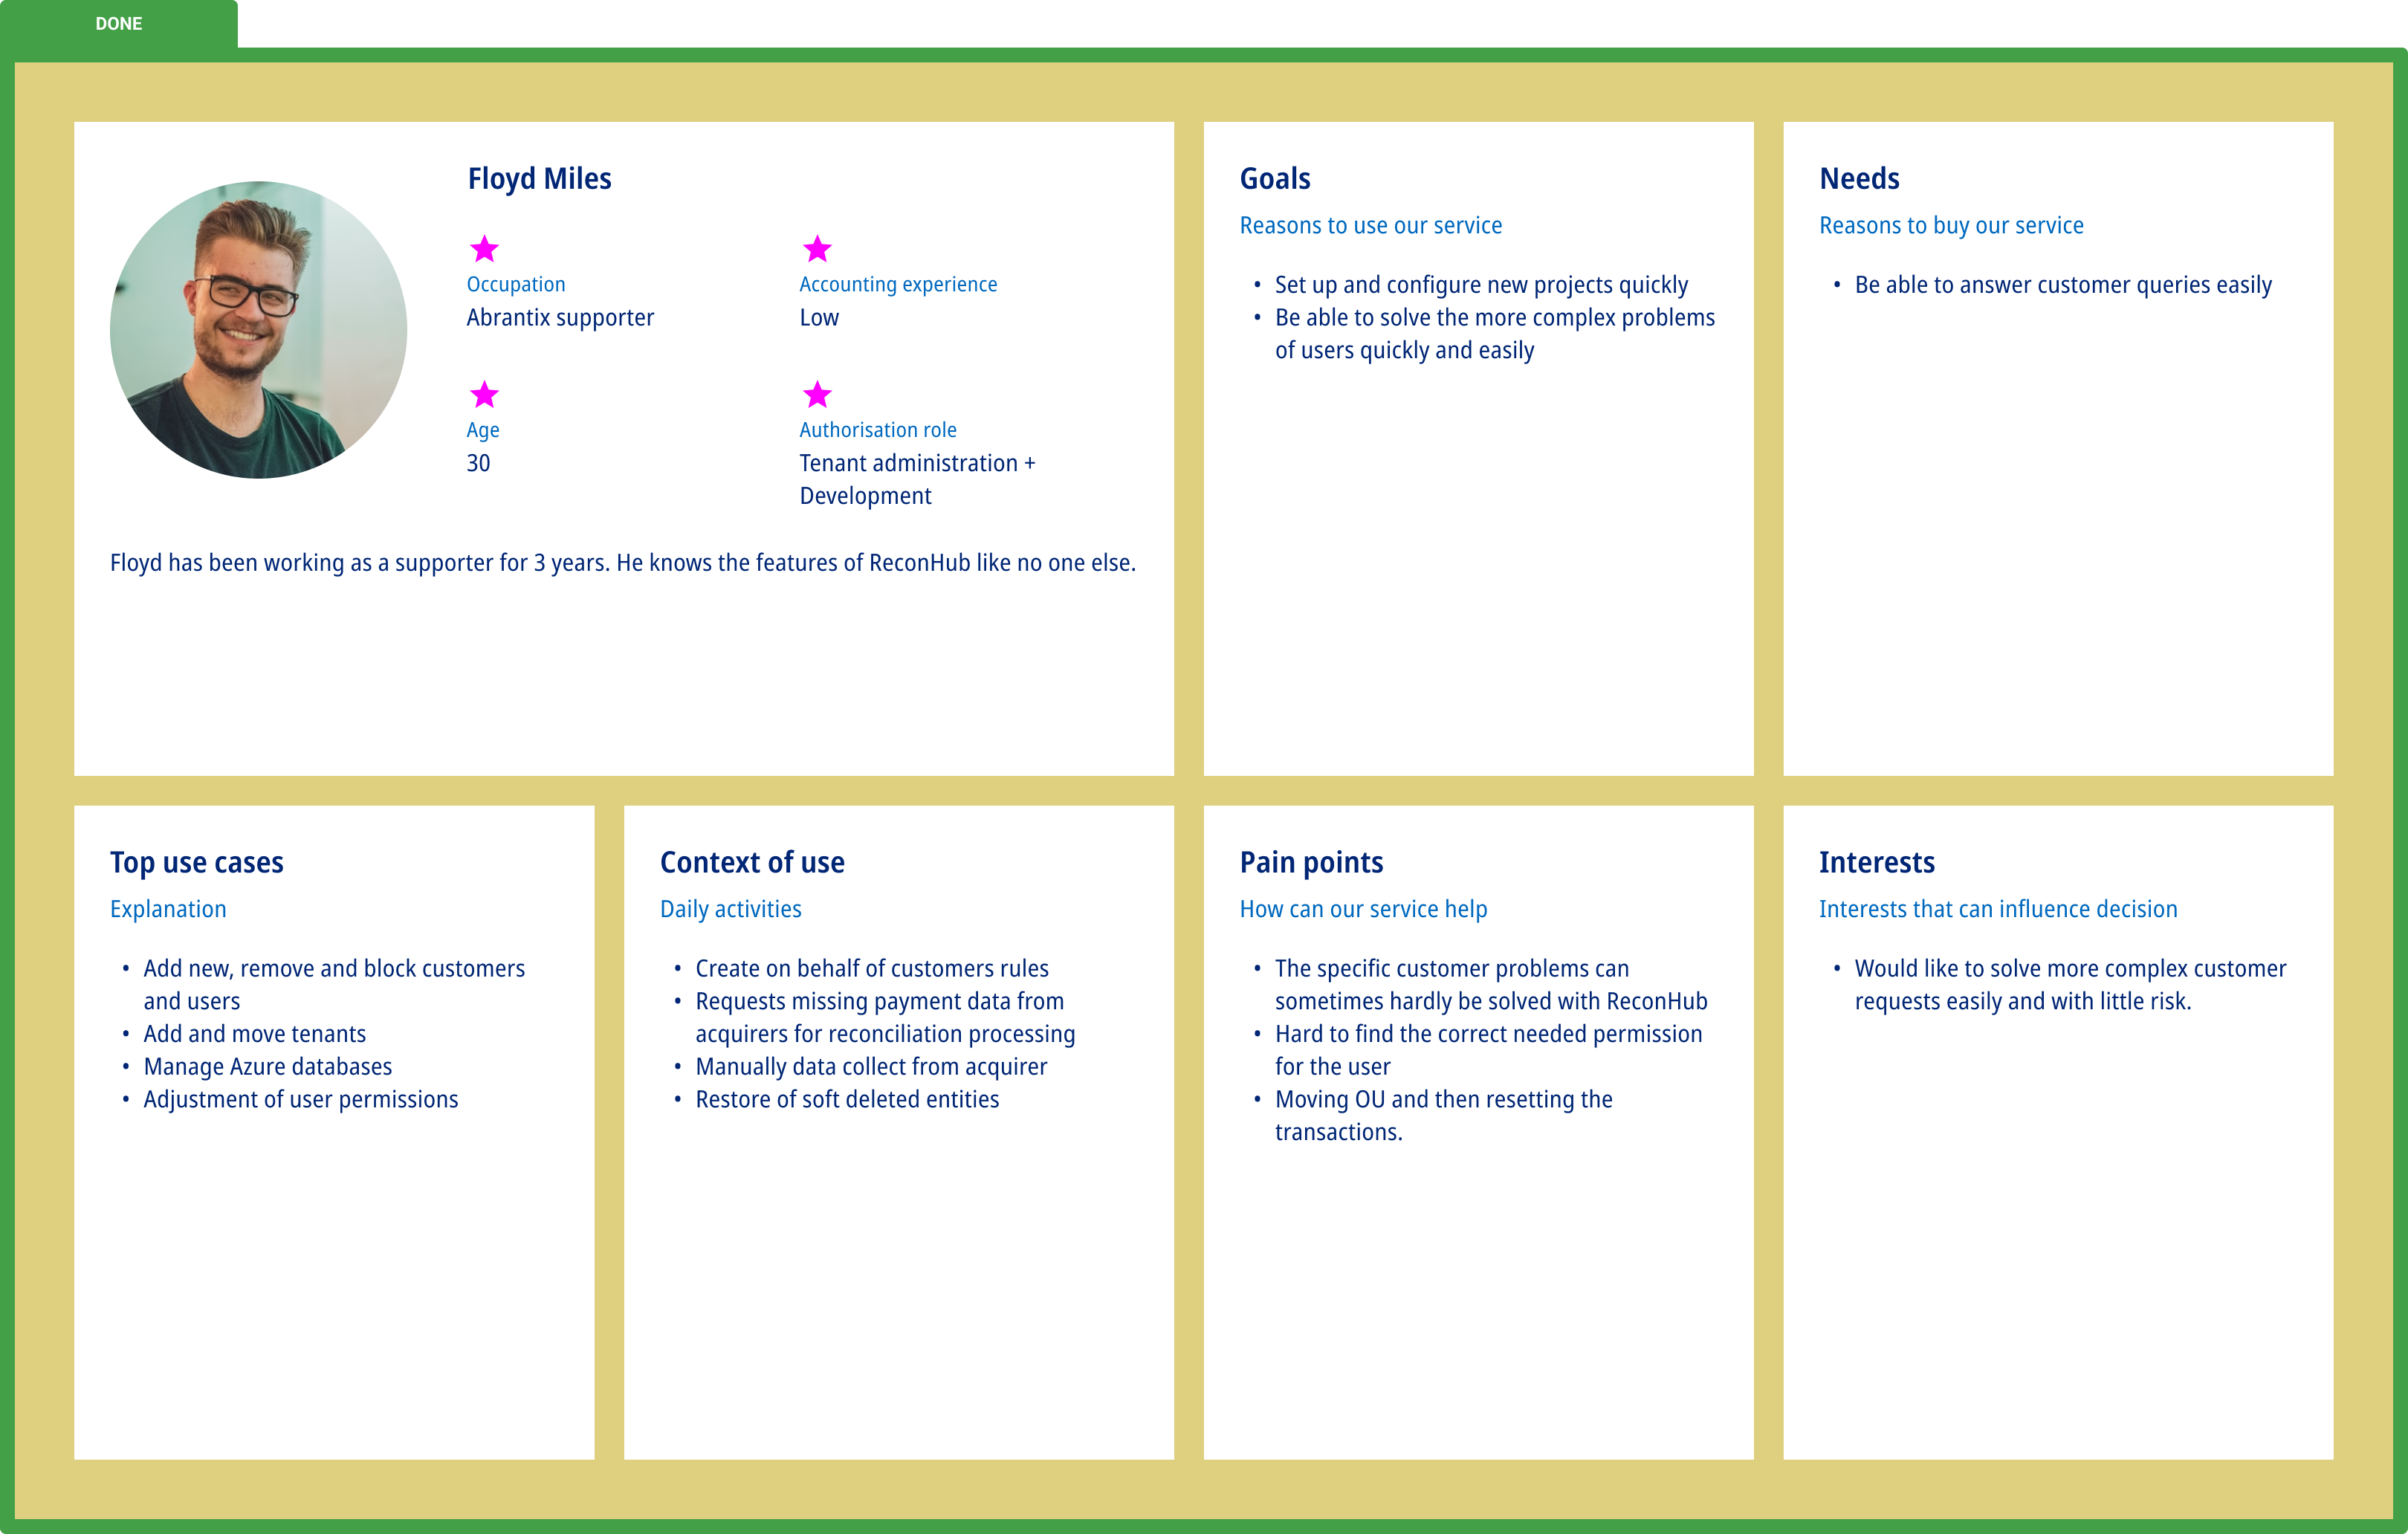 DONE
Floyd Miles
Occupation
Abrantix supporter
Accounting experience
Low
Age
30
Authorisation role
Tenant administration +
Development
Floyd has been working as a supporter for 3 years. He knows the features of ReconHub like no one else.
Goals
Reasons to use our service
• Set up and configure new projects quickly
• Be able to solve the more complex problems
of users quickly and easily
Needs
Reasons to buy our service
• Be able to answer customer queries easily
Top use cases
Explanation
• Add new, remove and block customers
and users
• Add and move tenants
• Manage Azure databases
• Adjustment of user permissions
Context of use
Daily activities
• Create on behalf of customers rules
• Requests missing payment data from
acquirers for reconciliation processing
• Manually data collect from acquirer
• Restore of soft deleted entities
Pain points
How can our service help
• The specific customer problems can
sometimes hardly be solved with ReconHub
• Hard to find the correct needed permission
for the user
• Moving OU and then resetting the
transactions.
Interests
Interests that can influence decision
• Would like to solve more complex customer
requests easily and with little risk.